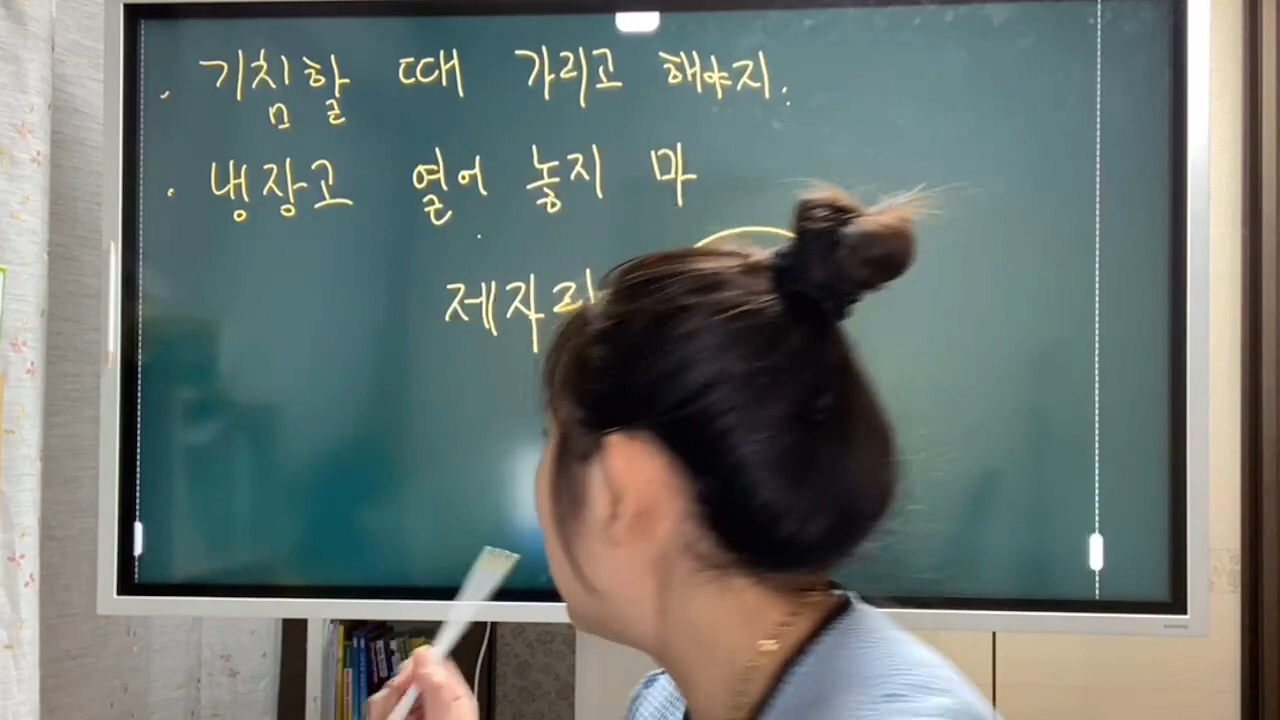 · 기침할 때 가리고 해야지.
· 냉장고 열어 놓지 마
제자리